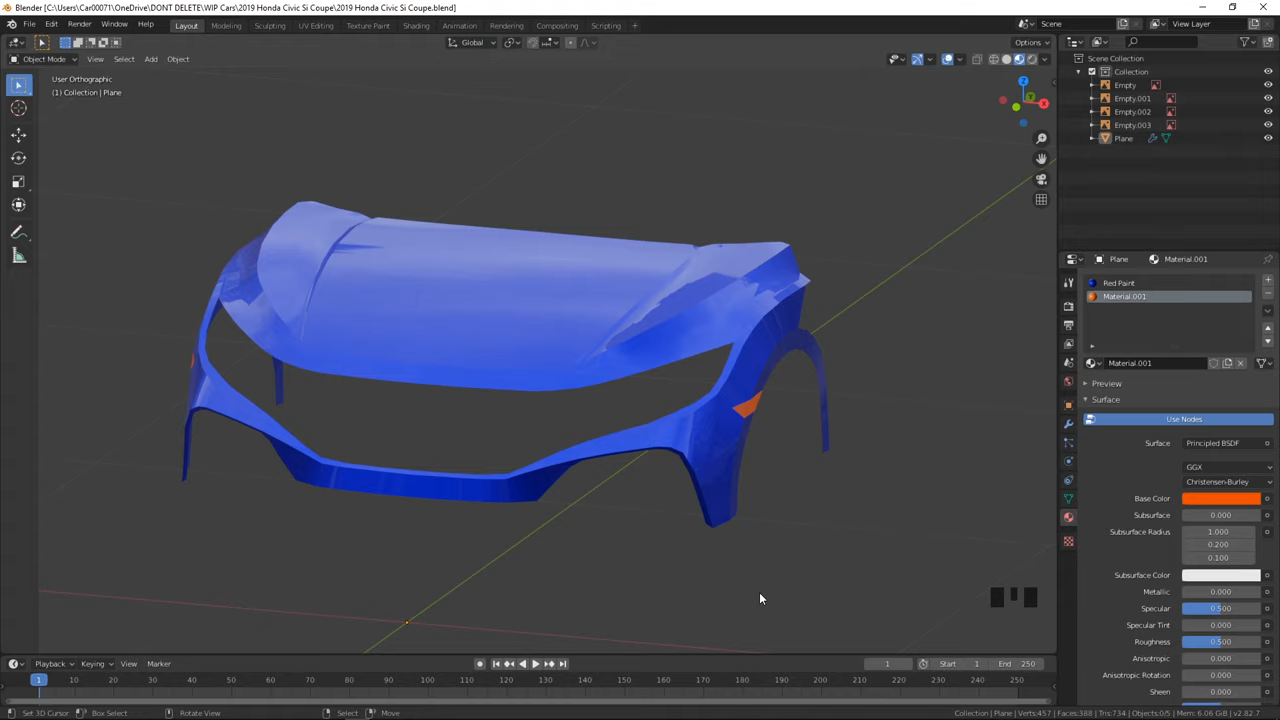 Blender [C:\Users\Car00071\OneDrive\DONT DELETE\WIP Cars\2019 Honda Civic Si Coupe\2019 Honda Civic Si Coupe.blend]
File Edit Render Window Help Layout Modeling Sculpting UV Editing Texture Paint Shading Animation Rendering Compositing Scripting Scene View Layer
Global Options
Object Mode View Select Add Object
User Orthographic
(1) Collection | Plane
Scene Collection
Collection
Empty
Empty.001
Empty.002
Empty.003
Plane
X
Y
Z
Plane Material.001
Red Paint
Material.001
Material.001
Preview
Surface
Use Nodes
Surface Principled BSDF
GGX
Christensen-Burley
Base Color
Subsurface 0.000
Subsurface Radius 1.000
0.200
0.100
Subsurface Color
Metallic 0.000
Specular 0.500
Specular Tint 0.000
Roughness 0.500
Anisotropic 0.000
Anisotropic Rotation 0.000
Sheen 0.000
Playback Keying View Marker 1 Start 1 End 250
1 10 20 30 40 50 60 70 80 90 100 110 120 130 140 150 160 170 180 190 200 210 220 230 240 250
Set 3D Cursor Box Select Rotate View Select Move Collection | Plane | Verts:457 | Faces:388 | Tris:734 | Objects:0/5 | Mem: 6.06 GiB | v2.82.7